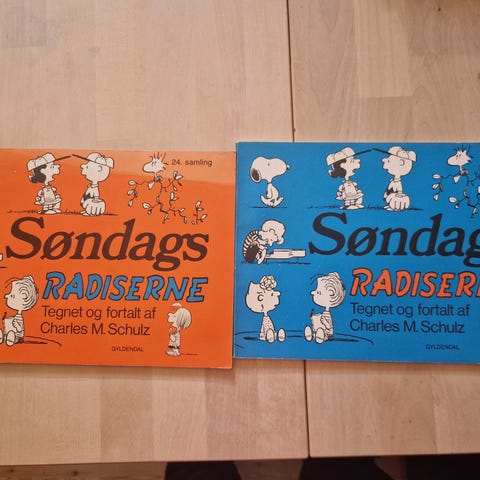 24. samling
Søndags
RADISERNE
Tegnet og fortalt af
Charles M. Schulz
GYLDENDAL
Søndag
RADISER
Tegnet og fortalt af
Charles M. Schulz
GYLDENDAL